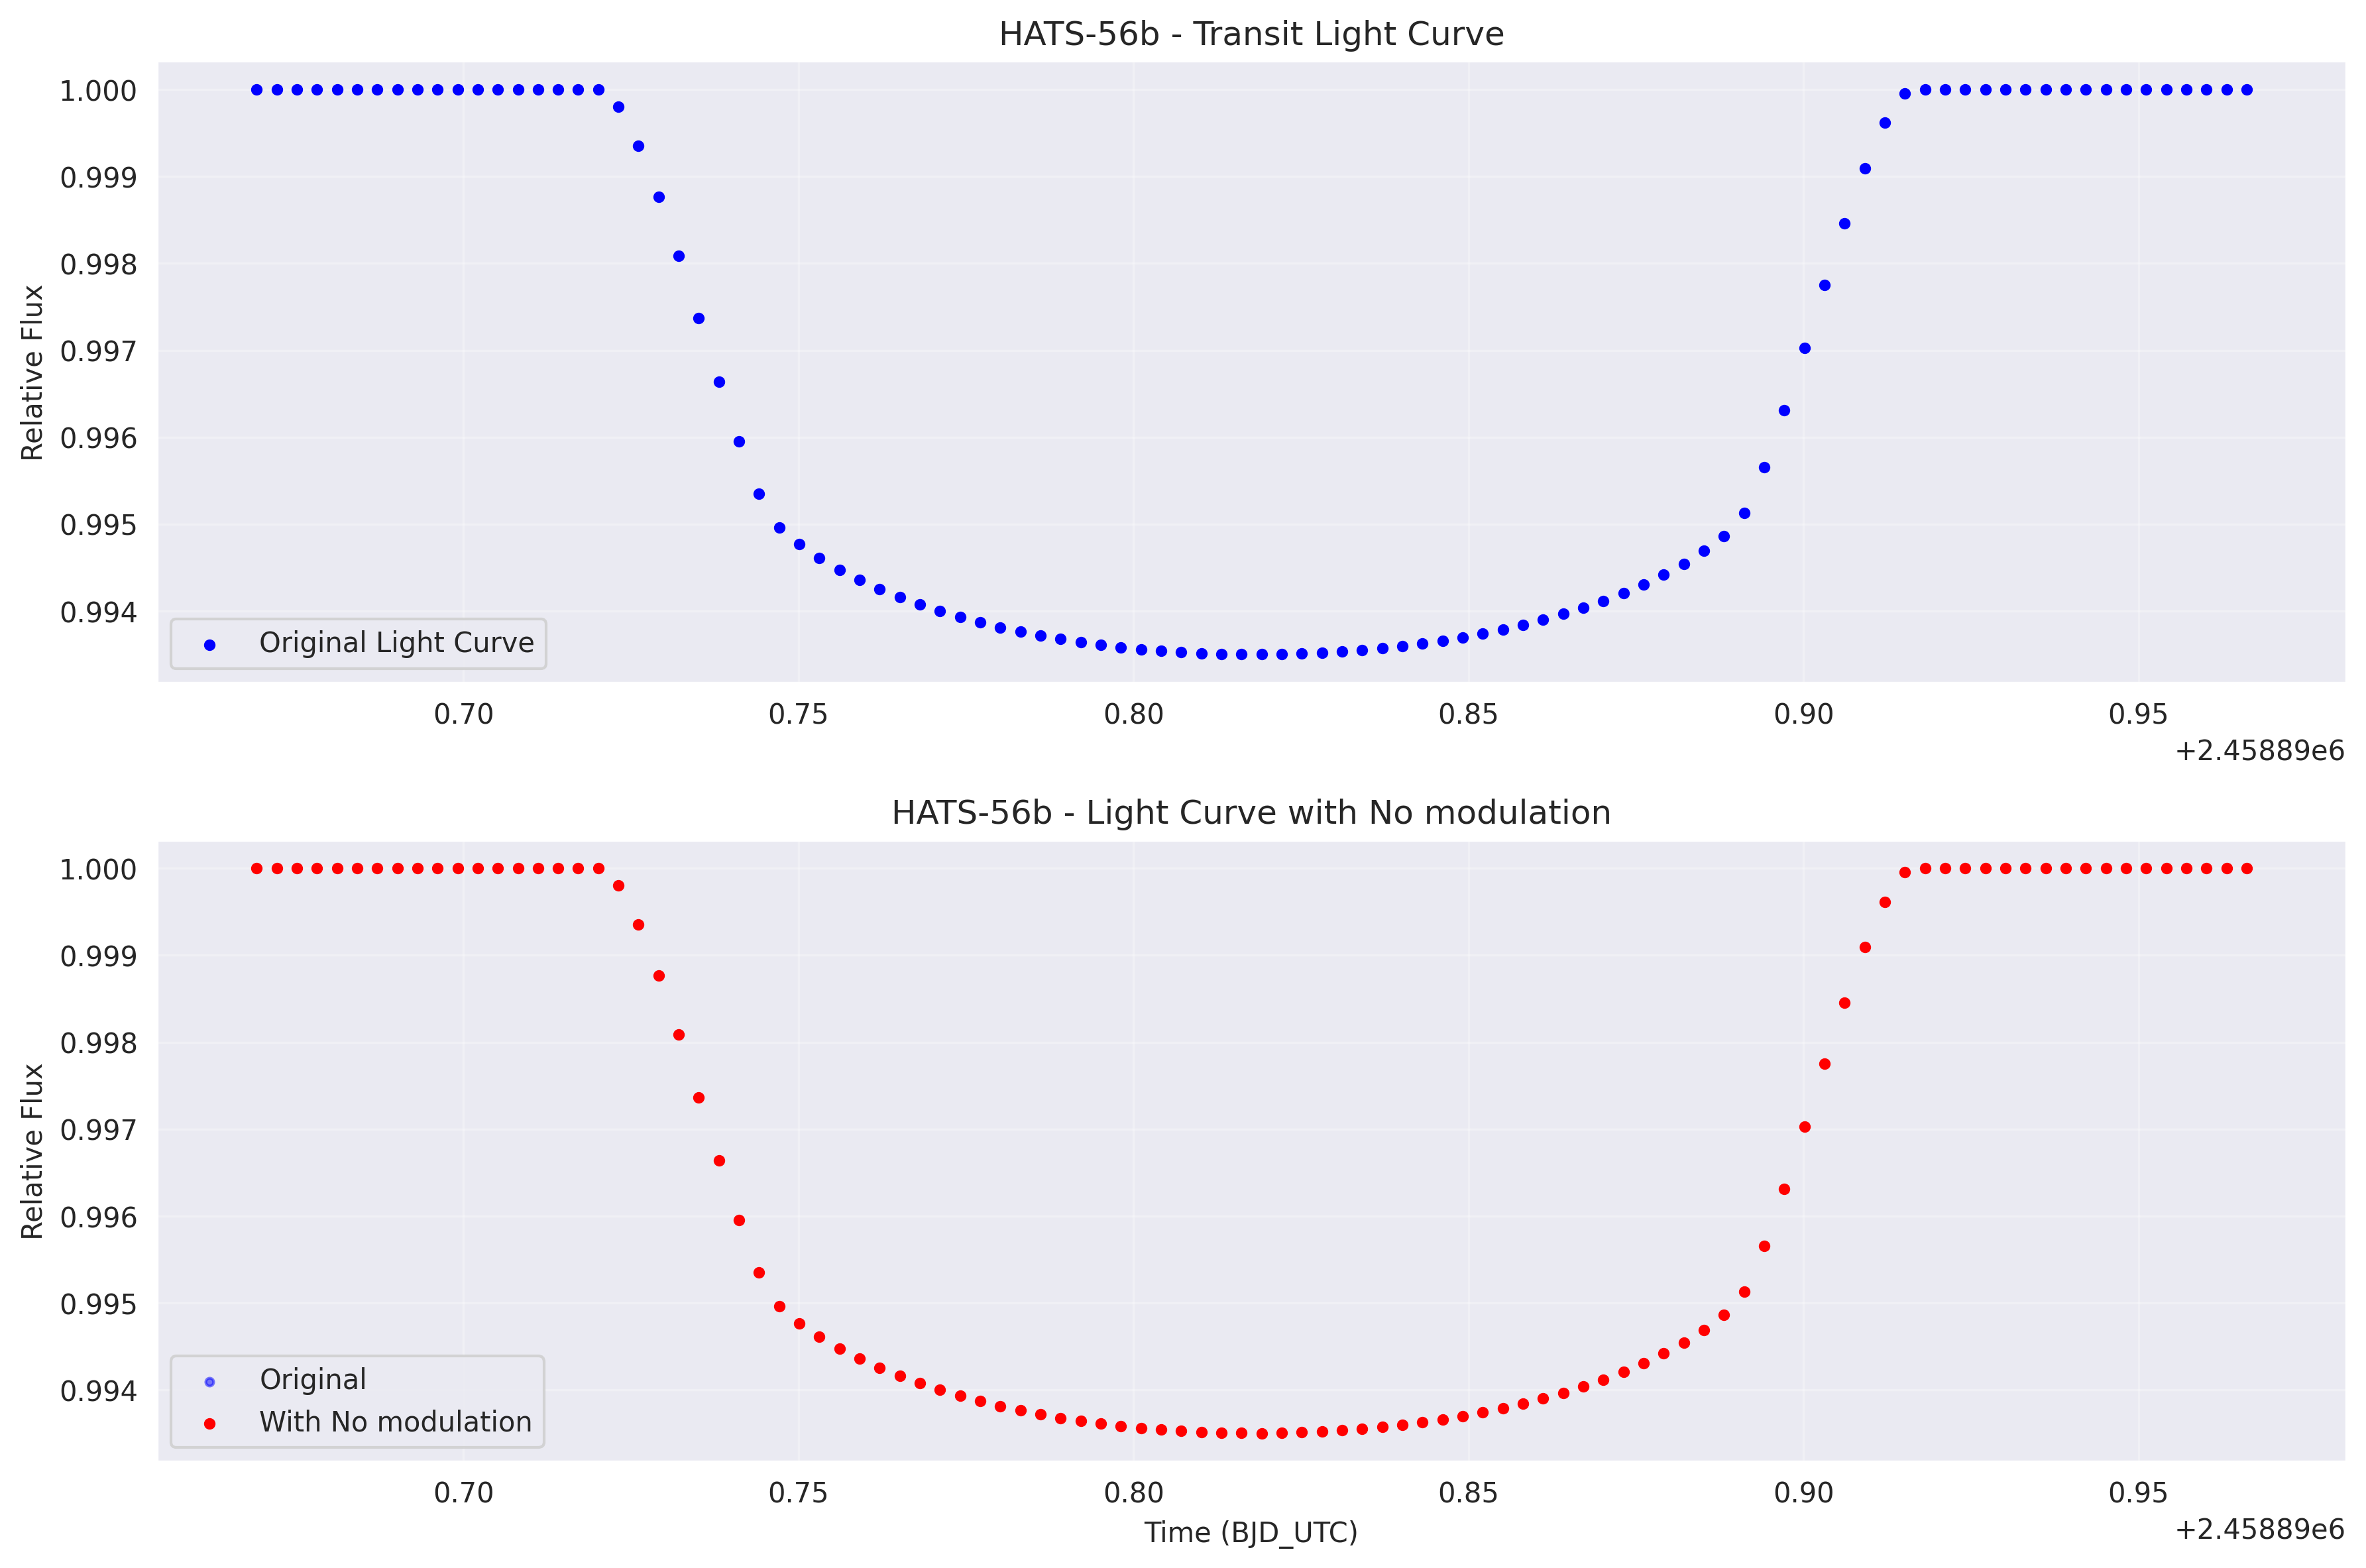 HATS-56b - Transit Light Curve
1.000
0.999
0.998
0.997
0.996
0.995
0.994
Relative Flux
Original Light Curve
0.70 0.75 0.80 0.85 0.90 0.95
+2.45889e6
HATS-56b - Light Curve with No modulation
1.000
0.999
0.998
0.997
0.996
0.995
0.994
Relative Flux
Original
With No modulation
0.70 0.75 0.80 0.85 0.90 0.95
Time (BJD_UTC)
+2.45889e6